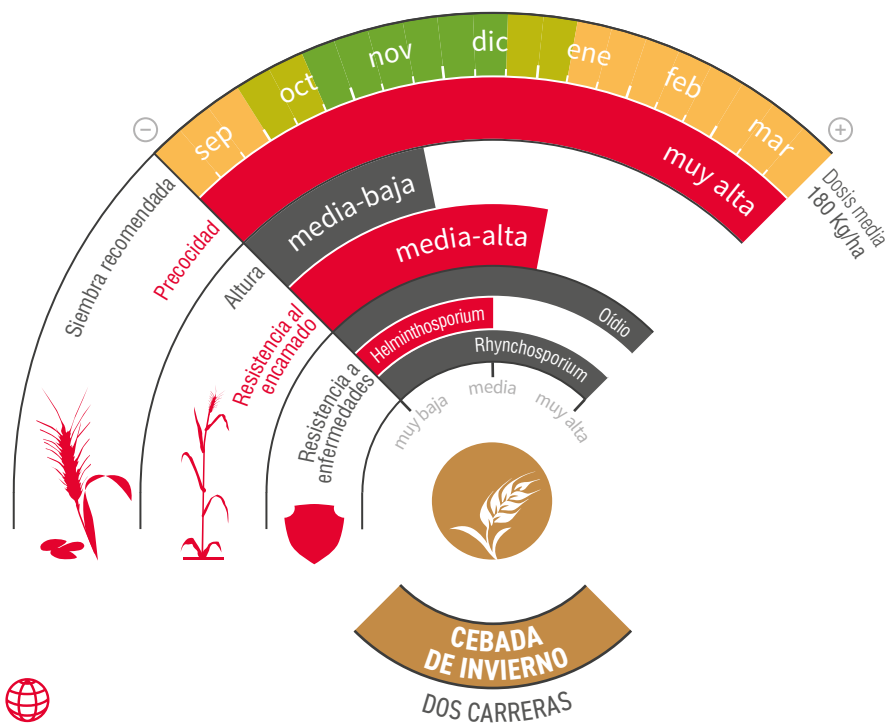 sep
oct
nov
dic
ene
feb
mar
−
+
Siembra recomendada
Dosis media
180 Kg/ha
Precocidad
muy alta
Altura
media-baja
Resistencia al
encamado
media-alta
Resistencia a
enfermedades
Oídio
Helminthosporium
Rhynchosporium
muy baja
media
muy alta
CEBADA
DE INVIERNO
DOS CARRERAS